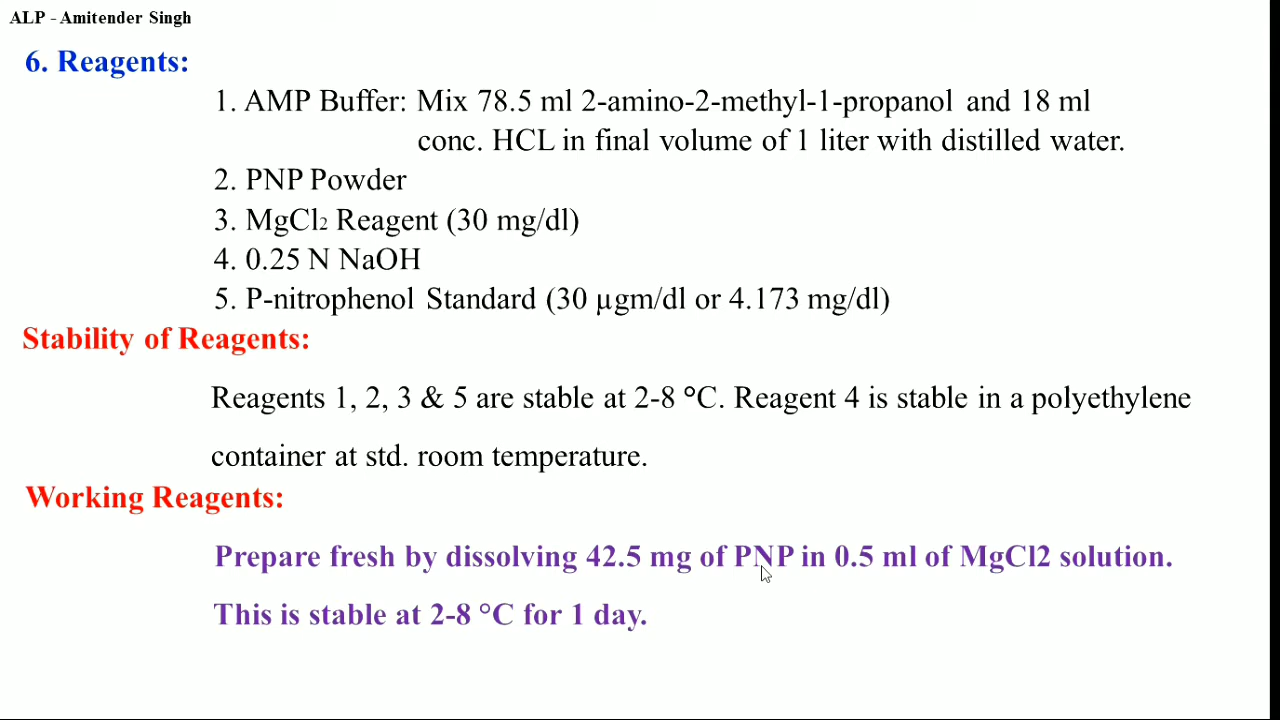 ALP - Amitender Singh
6. Reagents:
1. AMP Buffer: Mix 78.5 ml 2-amino-2-methyl-1-propanol and 18 ml
conc. HCL in final volume of 1 liter with distilled water.
2. PNP Powder
3. MgCl₂ Reagent (30 mg/dl)
4. 0.25 N NaOH
5. P-nitrophenol Standard (30 µgm/dl or 4.173 mg/dl)
Stability of Reagents:
Reagents 1, 2, 3 & 5 are stable at 2-8 °C. Reagent 4 is stable in a polyethylene
container at std. room temperature.
Working Reagents:
Prepare fresh by dissolving 42.5 mg of PNP in 0.5 ml of MgCl2 solution.
This is stable at 2-8 °C for 1 day.